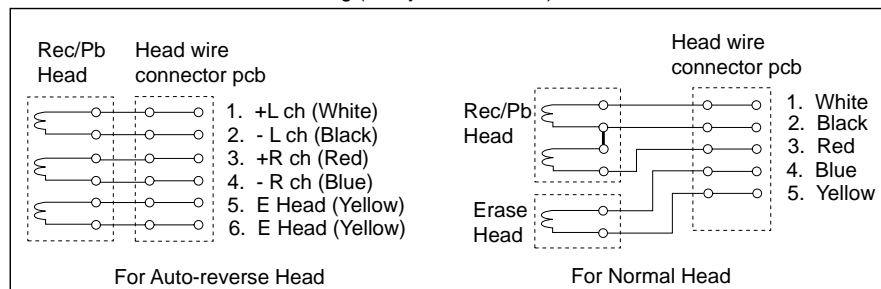 Rec/Pb Head
Head wire connector pcb
1. +L ch (White)
2. - L ch (Black)
3. +R ch (Red)
4. - R ch (Blue)
5. E Head (Yellow)
6. E Head (Yellow)
For Auto-reverse Head
Head wire connector pcb
Rec/Pb Head
1. White
2. Black
3. Red
4. Blue
5. Yellow
Erase Head
For Normal Head